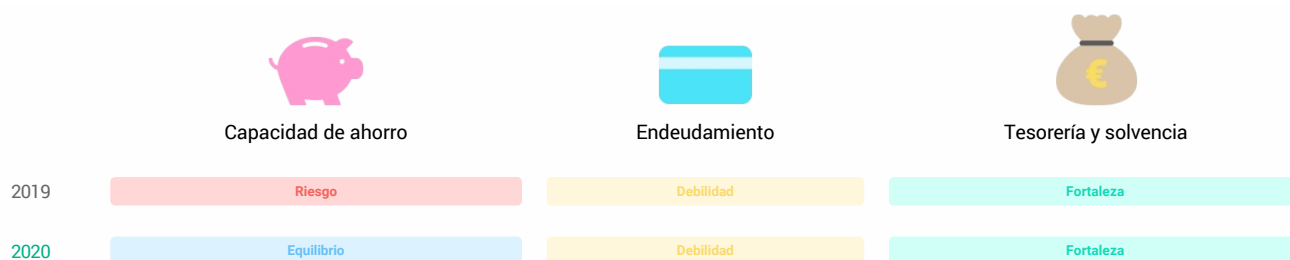 €
Capacidad de ahorro Endeudamiento Tesorería y solvencia
2019 Riesgo Debilidad Fortaleza
2020 Equilibrio Debilidad Fortaleza